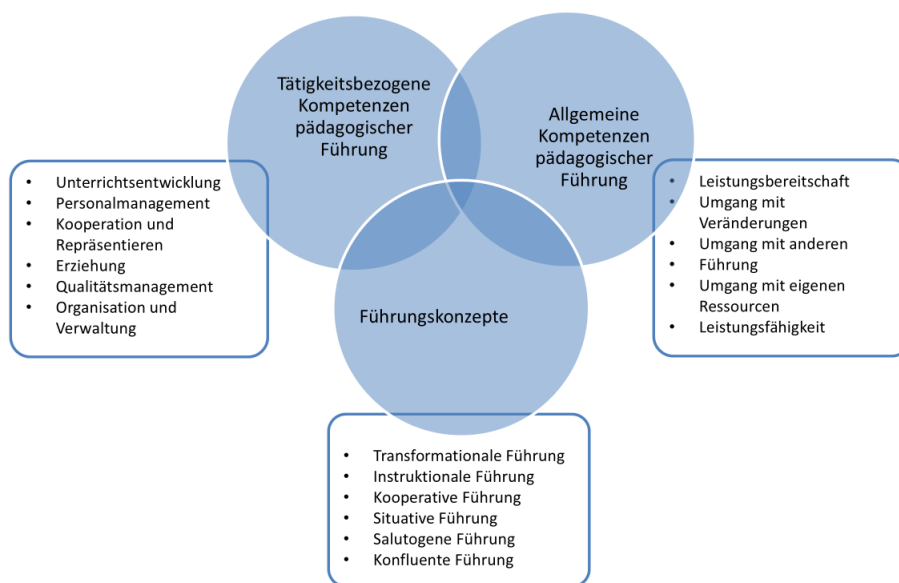 Tätigkeitsbezogene
Kompetenzen
pädagogischer
Führung
Allgemeine
Kompetenzen
pädagogischer
Führung
• Unterrichtsentwicklung
• Personalmanagement
• Kooperation und
Repräsentieren
• Erziehung
• Qualitätsmanagement
• Organisation und
Verwaltung
• Leistungsbereitschaft
• Umgang mit
Veränderungen
• Umgang mit anderen
• Führung
• Umgang mit eigenen
Ressourcen
• Leistungsfähigkeit
Führungskonzepte
• Transformationale Führung
• Instruktionale Führung
• Kooperative Führung
• Situative Führung
• Salutogene Führung
• Konfluente Führung